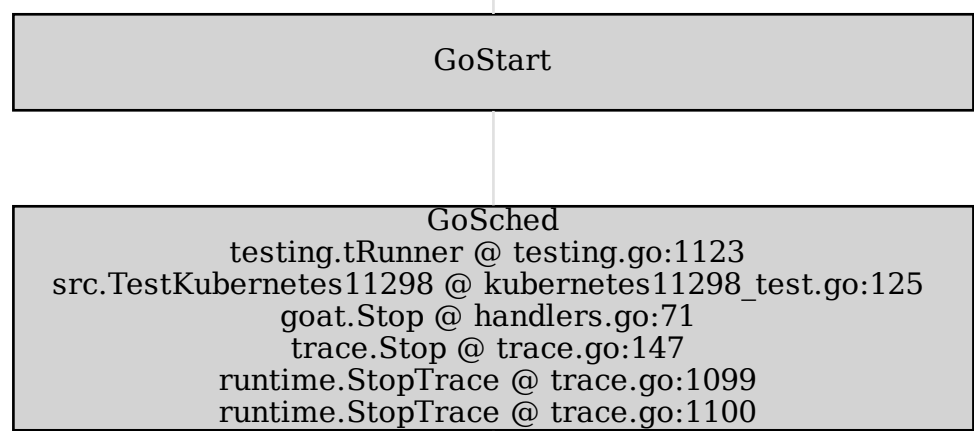 GoStart
GoSched
testing.tRunner @ testing.go:1123
src.TestKubernetes11298 @ kubernetes11298_test.go:125
goat.Stop @ handlers.go:71
trace.Stop @ trace.go:147
runtime.StopTrace @ trace.go:1099
runtime.StopTrace @ trace.go:1100